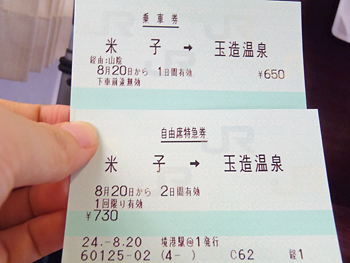 乗車券
米子 → 玉造温泉
経由:山陰
8月20日から 1日間有効 ¥650
下車前途無効
自由席特急券
米子 → 玉造温泉
8月20日から 2日間有効
1回限り有効
¥730
24.-8.20 境港駅@1発行
60125-02 (4-) C62 経1